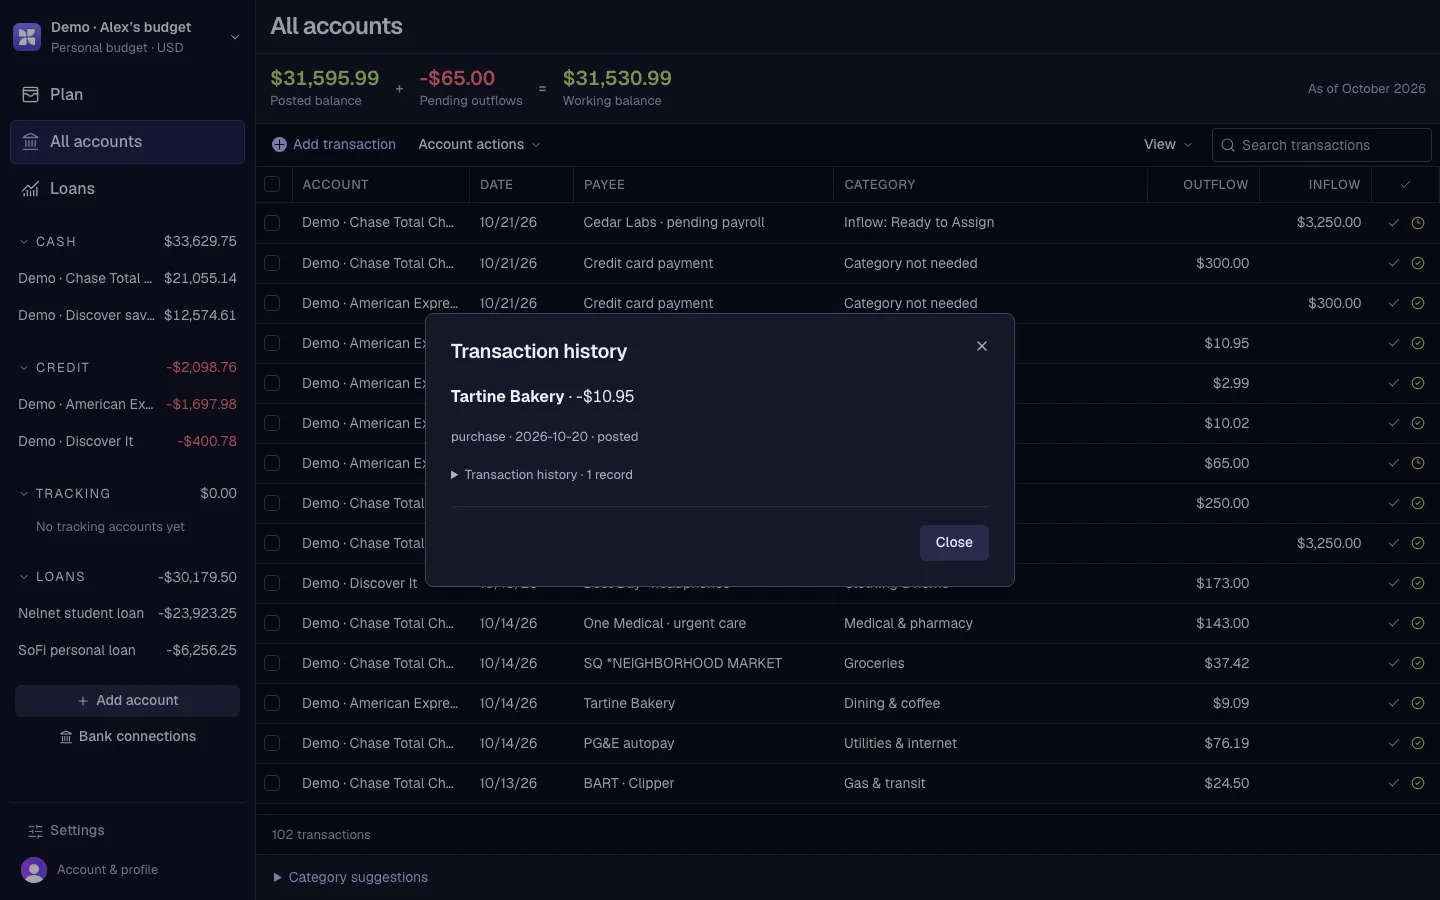 Demo · Alex's budget
Personal budget · USD
Plan
All accounts
Loans
CASH $33,629.75
Demo · Chase Total ... $21,055.14
Demo · Discover sav... $12,574.61
CREDIT -$2,098.76
Demo · American Ex... -$1,697.98
Demo · Discover It -$400.78
TRACKING $0.00
No tracking accounts yet
LOANS -$30,179.50
Nelnet student loan -$23,923.25
SoFi personal loan -$6,256.25
Add account
Bank connections
Settings
Account & profile
All accounts
$31,595.99 + -$65.00 = $31,530.99
Posted balance Pending outflows Working balance
As of October 2026
Add transaction Account actions View Search transactions
ACCOUNT DATE PAYEE CATEGORY OUTFLOW INFLOW
Demo · Chase Total Ch... 10/21/26 Cedar Labs · pending payroll Inflow: Ready to Assign $3,250.00
Demo · Chase Total Ch... 10/21/26 Credit card payment Category not needed $300.00
Demo · American Expre... 10/21/26 Credit card payment Category not needed $300.00
Demo · American Ex $10.95
Demo · American Ex $2.99
Demo · American Ex $10.02
Demo · American Ex $65.00
Demo · Chase Total $250.00
Demo · Chase Total $3,250.00
Demo · Discover It $173.00
Demo · Chase Total Ch... 10/14/26 One Medical · urgent care Medical & pharmacy $143.00
Demo · Chase Total Ch... 10/14/26 SQ *NEIGHBORHOOD MARKET Groceries $37.42
Demo · American Expre... 10/14/26 Tartine Bakery Dining & coffee $9.09
Demo · Chase Total Ch... 10/14/26 PG&E autopay Utilities & internet $76.19
Demo · Chase Total Ch... 10/13/26 BART · Clipper Gas & transit $24.50
102 transactions
Category suggestions
Transaction history
Tartine Bakery · -$10.95
purchase · 2026-10-20 · posted
Transaction history · 1 record
Close